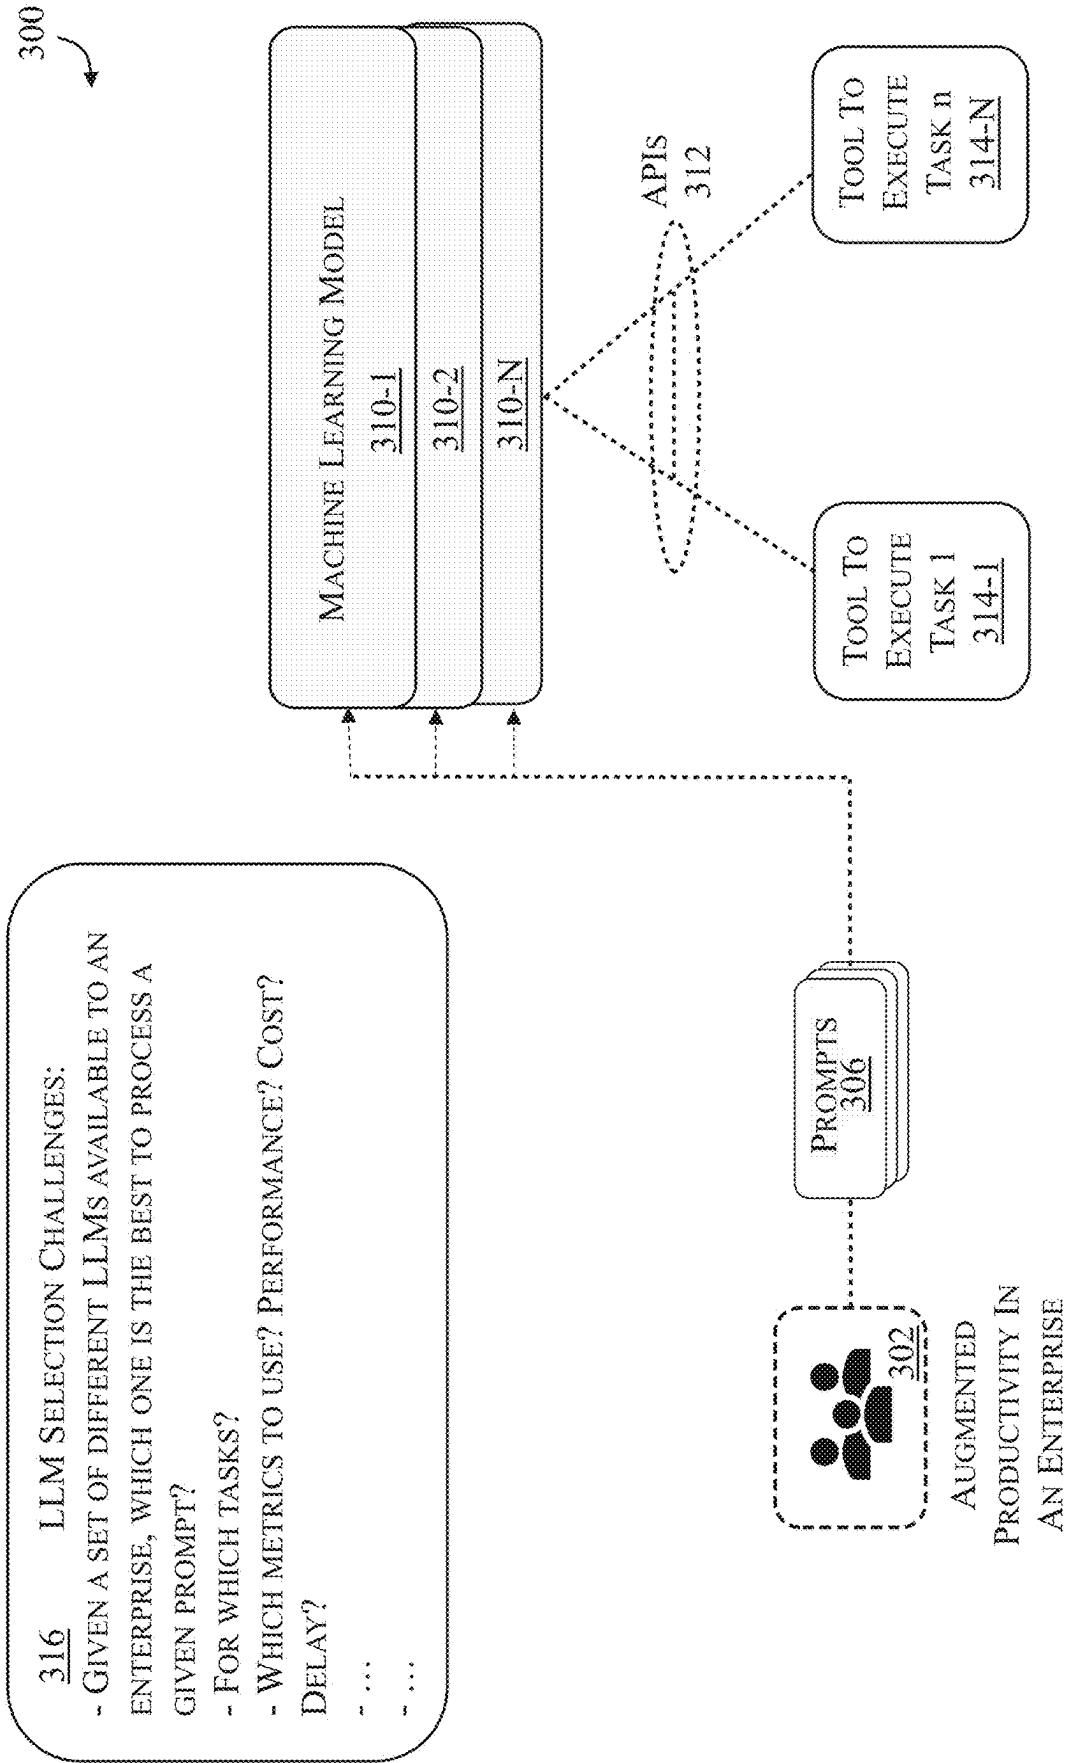 300
316 LLM SELECTION CHALLENGES:
- GIVEN A SET OF DIFFERENT LLMS AVAILABLE TO AN
ENTERPRISE, WHICH ONE IS THE BEST TO PROCESS A
GIVEN PROMPT?
- FOR WHICH TASKS?
- WHICH METRICS TO USE? PERFORMANCE? COST?
DELAY?
- ...
- ...
MACHINE LEARNING MODEL
310-1
310-2
310-N
APIS
312
TOOL TO
EXECUTE
TASK 1
314-1
TOOL TO
EXECUTE
TASK n
314-N
PROMPTS
306
302
AUGMENTED
PRODUCTIVITY IN
AN ENTERPRISE